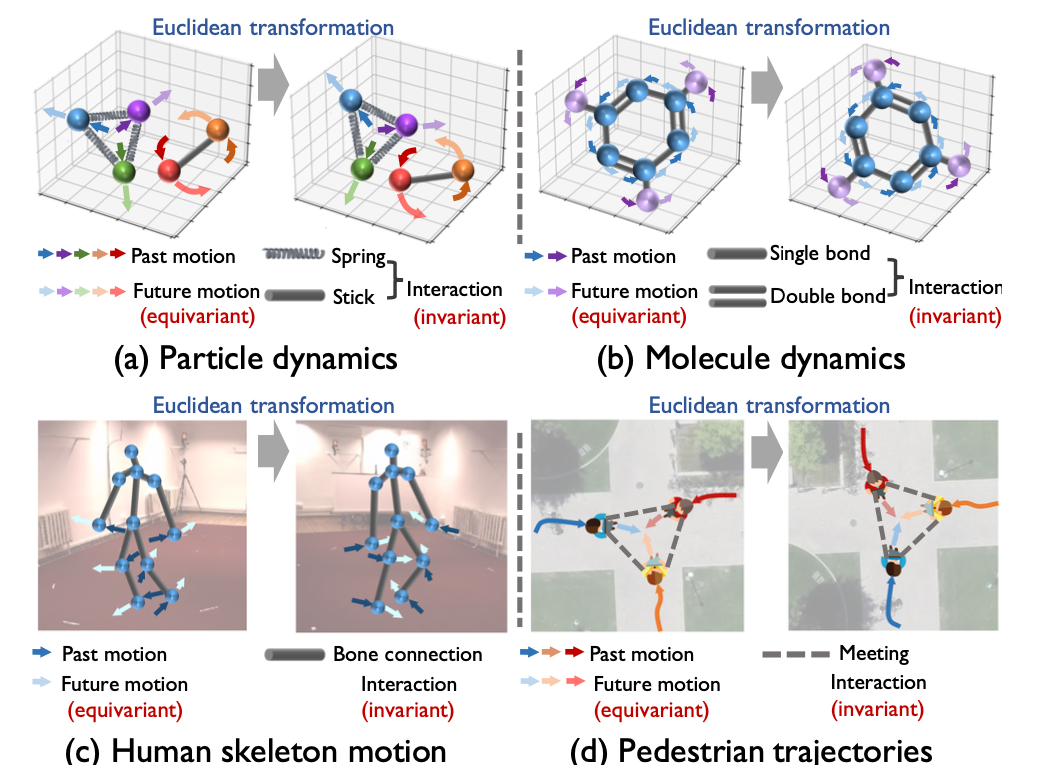 Euclidean transformation
Past motion
Future motion
(equivariant)
Spring
Stick
Interaction
(invariant)
(a) Particle dynamics
Euclidean transformation
Past motion
Future motion
(equivariant)
Single bond
Double bond
Interaction
(invariant)
(b) Molecule dynamics
Euclidean transformation
Past motion
Future motion
(equivariant)
Bone connection
Interaction
(invariant)
(c) Human skeleton motion
Euclidean transformation
Past motion
Future motion
(equivariant)
Meeting
Interaction
(invariant)
(d) Pedestrian trajectories